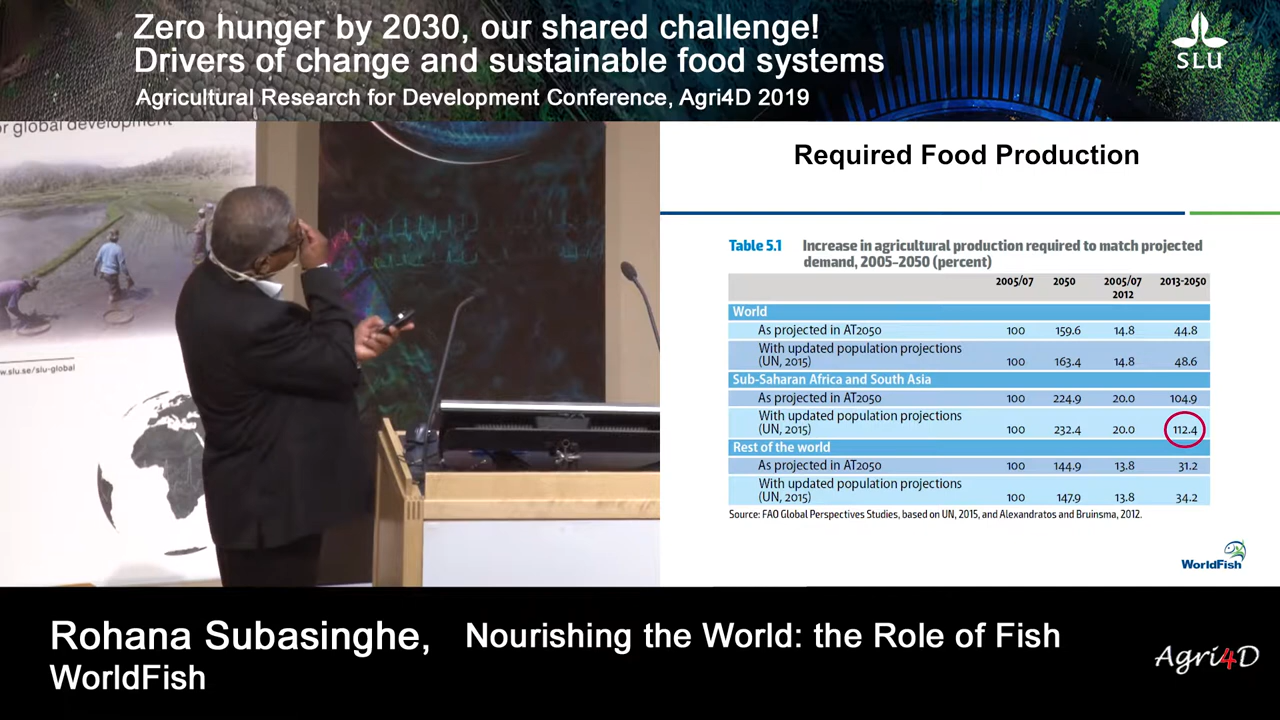 Zero hunger by 2030, our shared challenge!
Drivers of change and sustainable food systems
Agricultural Research for Development Conference, Agri4D 2019
SLU
or global development
w.slu.se/slu-global
Required Food Production
Table 5.1 Increase in agricultural production required to match projected
demand, 2005–2050 (percent)
2005/07 2050 2005/07 2013-2050
2012
World
As projected in AT2050 100 159.6 14.8 44.8
With updated population projections
(UN, 2015) 100 163.4 14.8 48.6
Sub-Saharan Africa and South Asia
As projected in AT2050 100 224.9 20.0 104.9
With updated population projections
(UN, 2015) 100 232.4 20.0 112.4
Rest of the world
As projected in AT2050 100 144.9 13.8 31.2
With updated population projections
(UN, 2015) 100 147.9 13.8 34.2
Source: FAO Global Perspectives Studies, based on UN, 2015, and Alexandratos and Bruinsma, 2012.
WorldFish
Rohana Subasinghe, Nourishing the World: the Role of Fish
WorldFish
Agri4D